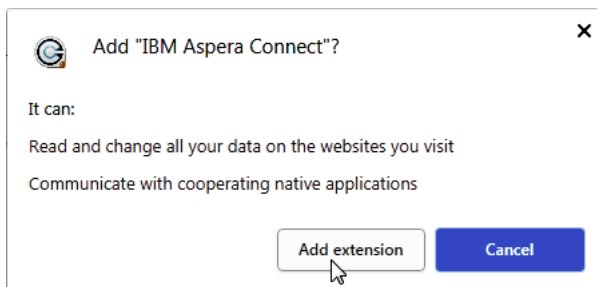 Add "IBM Aspera Connect"?
It can:
Read and change all your data on the websites you visit
Communicate with cooperating native applications
Add extension
Cancel